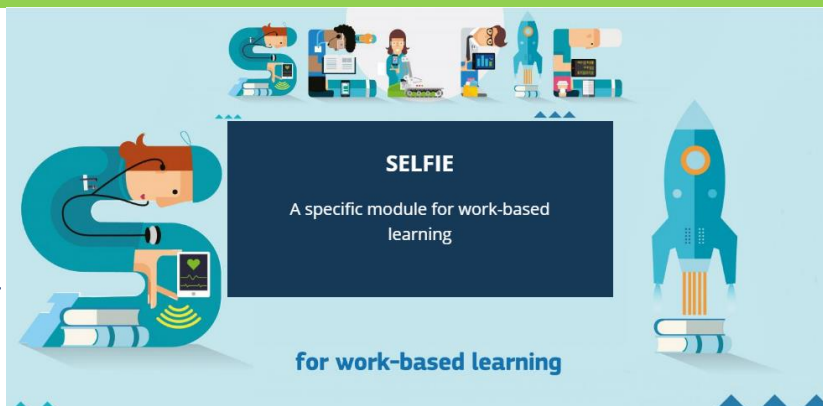 SELFIE
SELFIE
A specific module for work-based
learning
for work-based learning